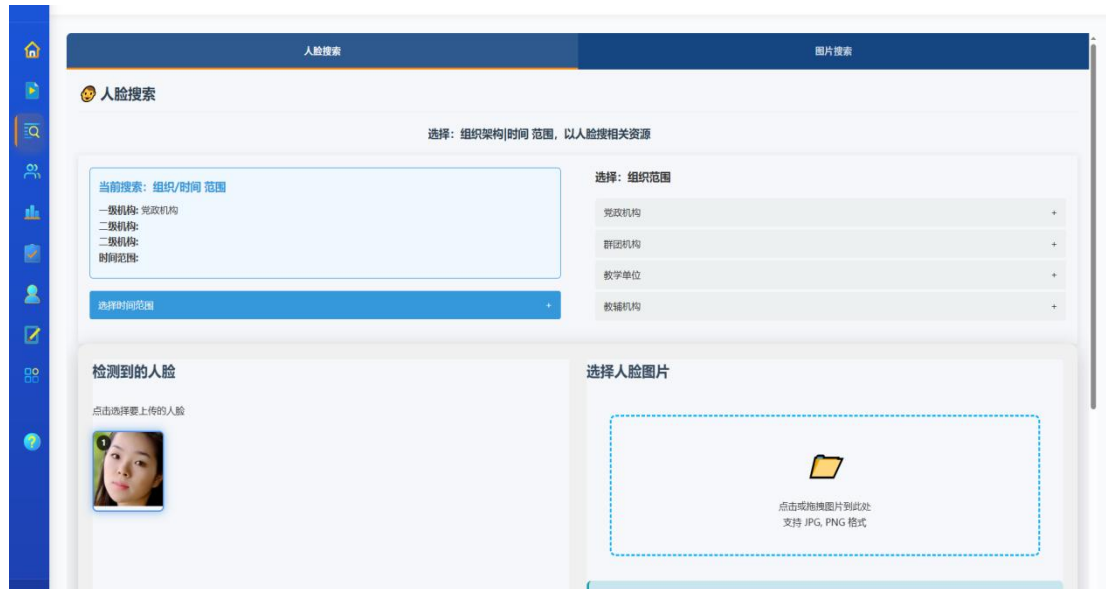 人脸搜索
图片搜索
人脸搜索
选择：组织架构|时间 范围，以人脸搜相关资源
当前搜索：组织/时间 范围
一级机构: 党政机构
二级机构:
二级机构:
时间范围:
选择时间范围 +
选择：组织范围
党政机构 +
群团机构 +
教学单位 +
教辅机构 +
检测到的人脸
点击选择要上传的人脸
1
选择人脸图片
点击或拖拽图片到此处
支持 JPG, PNG 格式
?